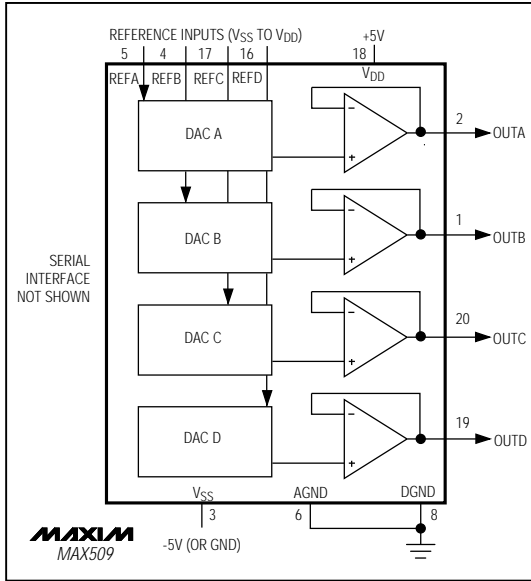 REFERENCE INPUTS (VSS TO VDD)
5 4 17 16
+5V
18
REFA REFB REFC REFD
VDD
DAC A
-
+
2
OUTA
DAC B
-
+
1
OUTB
SERIAL
INTERFACE
NOT SHOWN
DAC C
-
+
20
OUTC
DAC D
-
+
19
OUTD
VSS
AGND
DGND
3
6
8
-5V (OR GND)
MAXIM
MAX509